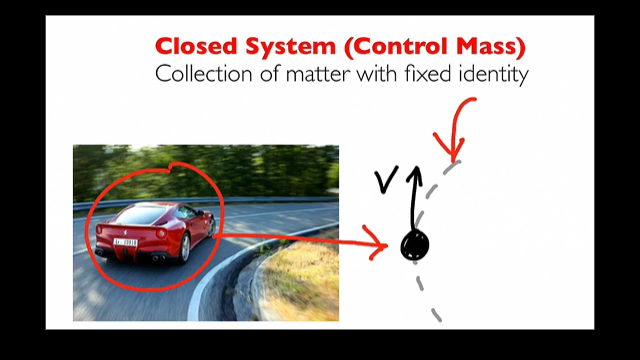 Closed System (Control Mass)
Collection of matter with fixed identity
V